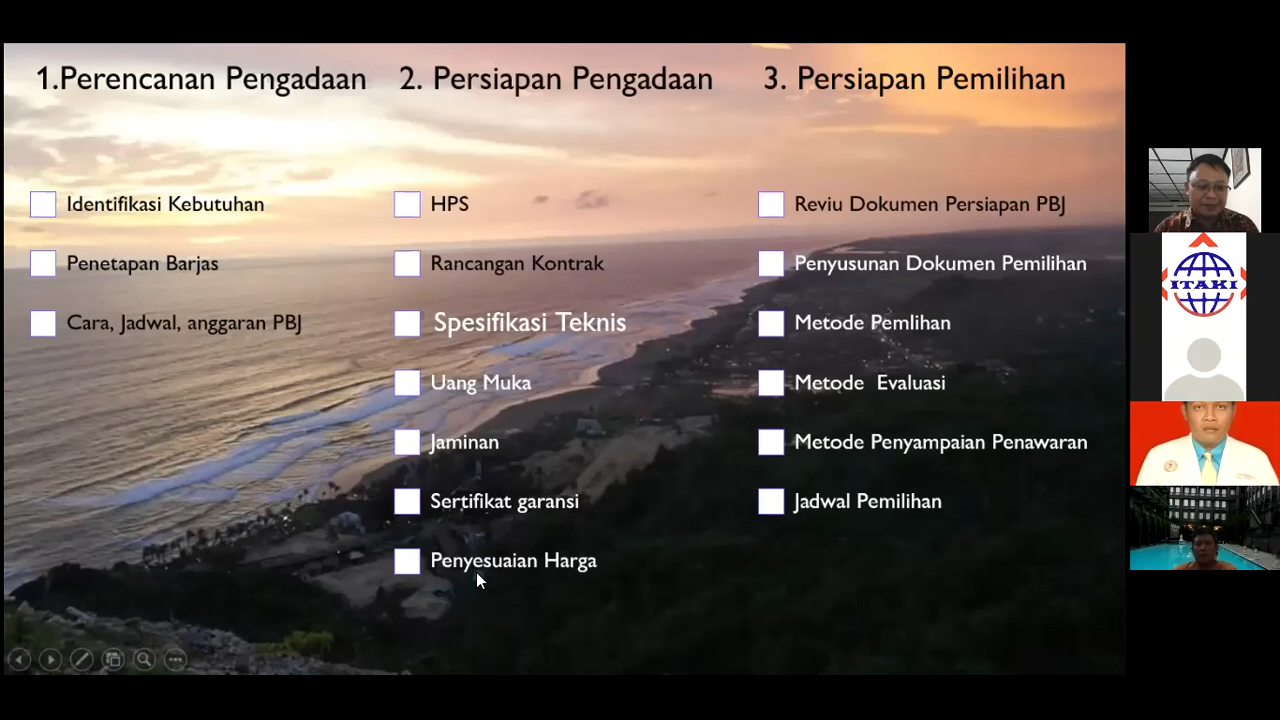 1.Perencanan Pengadaan
Identifikasi Kebutuhan
Penetapan Barjas
Cara, Jadwal, anggaran PBJ
2. Persiapan Pengadaan
HPS
Rancangan Kontrak
Spesifikasi Teknis
Uang Muka
Jaminan
Sertifikat garansi
Penyesuaian Harga
3. Persiapan Pemilihan
Reviu Dokumen Persiapan PBJ
Penyusunan Dokumen Pemilihan
Metode Pemlihan
Metode Evaluasi
Metode Penyampaian Penawaran
Jadwal Pemilihan
ITAKI